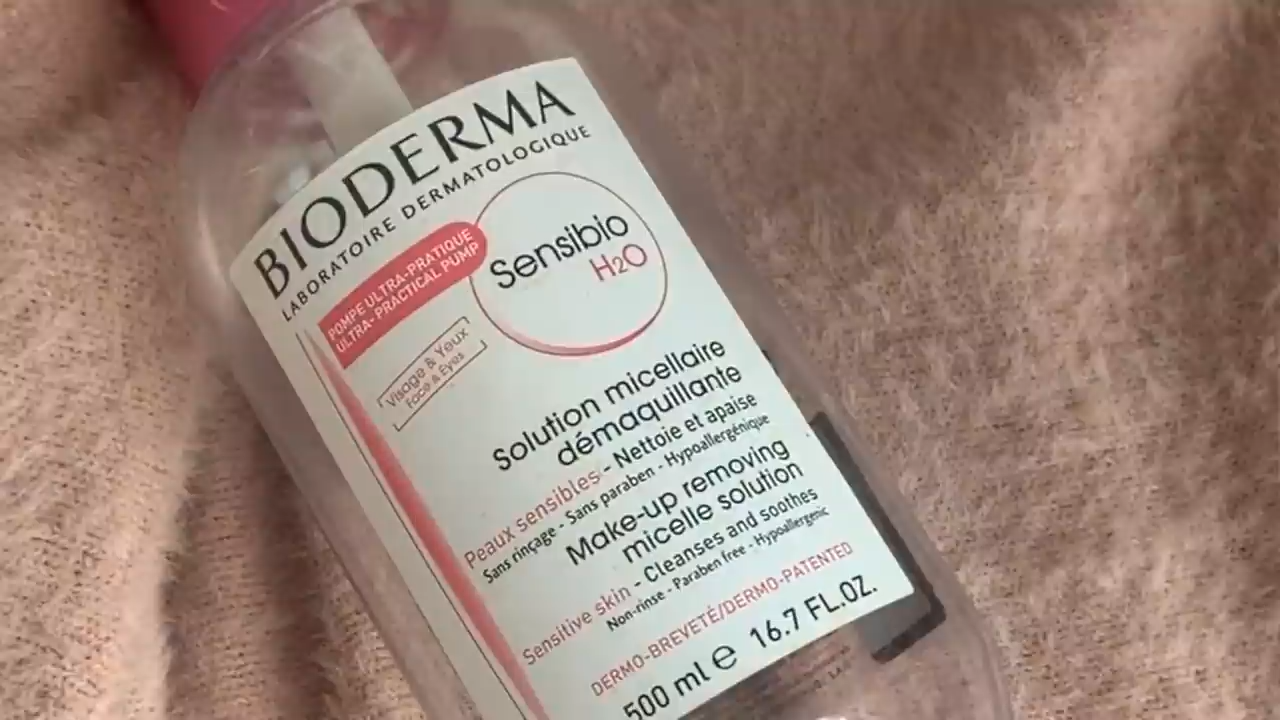 BIODERMA
LABORATOIRE DERMATOLOGIQUE
POMPE ULTRA-PRATIQUE
ULTRA-PRACTICAL PUMP
Sensibio
H2O
Visage & Yeux
Face & Eyes
Solution micellaire
démaquillante
Peaux sensibles - Nettoie et apaise
Sans rinçage - Sans paraben - Hypoallergénique
Make-up removing
micelle solution
Sensitive skin - Cleanses and soothes
Non-rinse - Paraben free - Hypoallergenic
DERMO-BREVETÉ/DERMO-PATENTED
500 ml ℮ 16.7 FL.OZ.